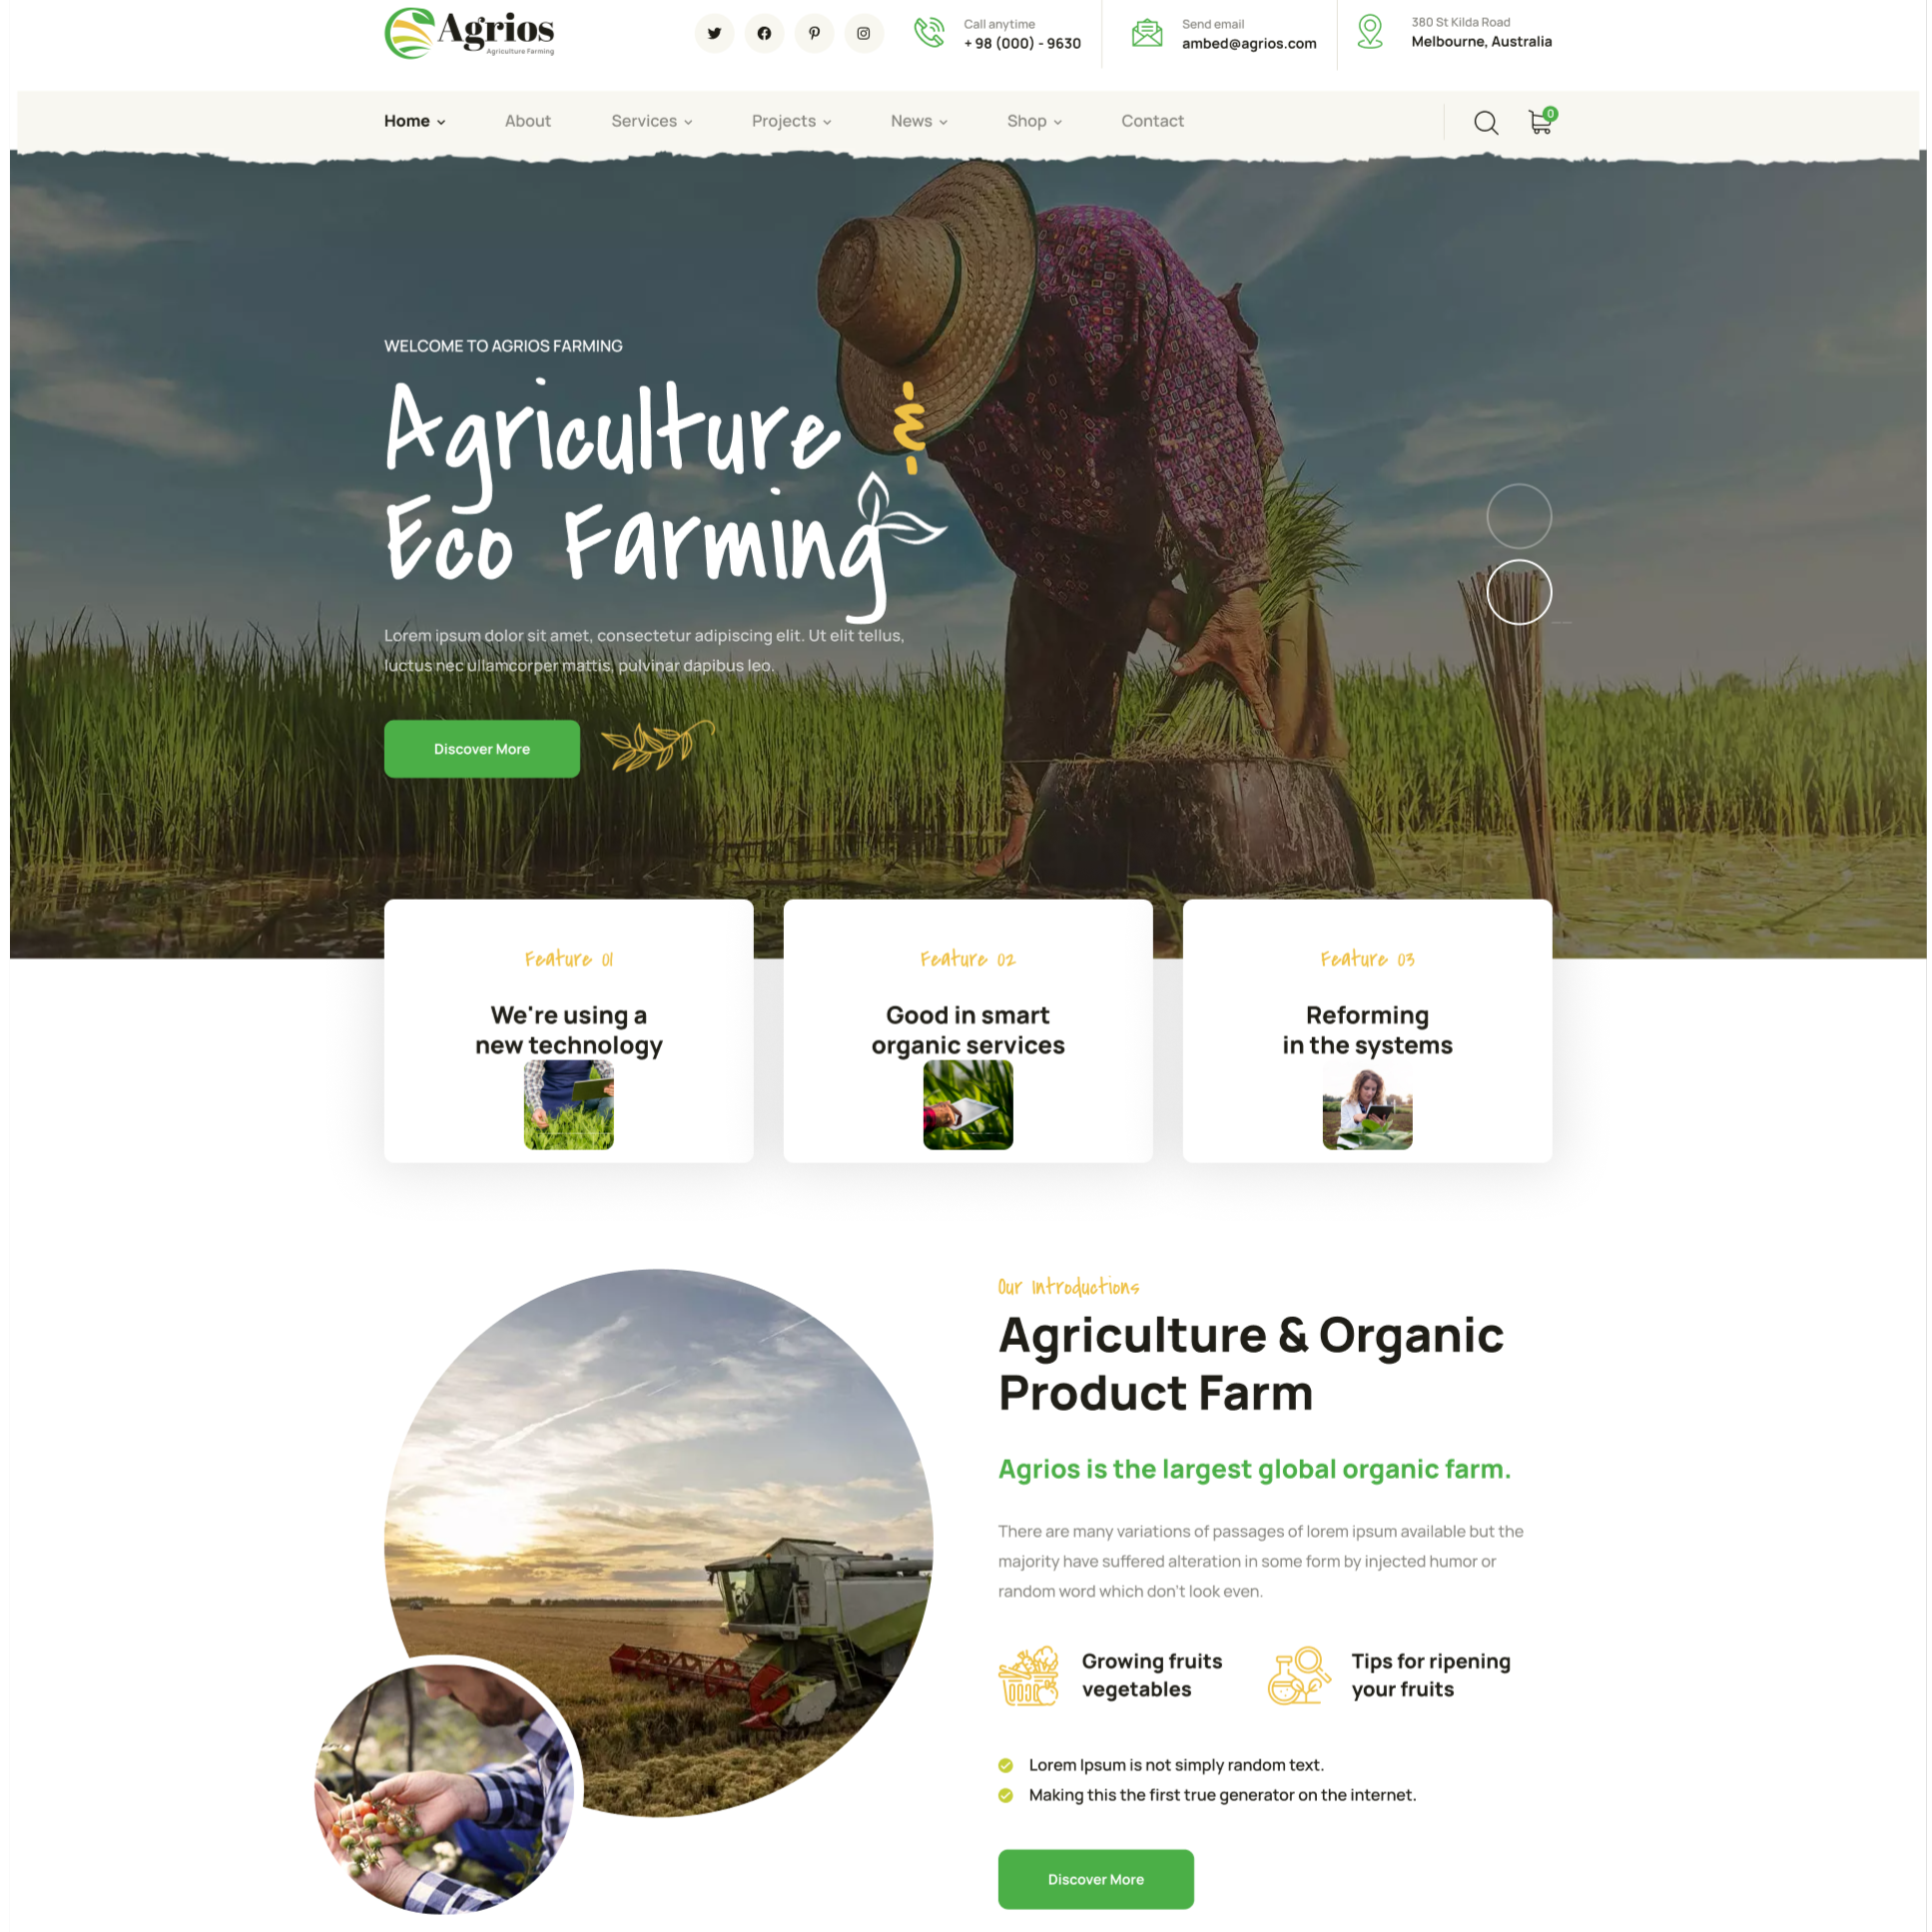 Agrios
Agriculture Farming
Call anytime
+ 98 (000) - 9630
Send email
ambed@agrios.com
380 St Kilda Road
Melbourne, Australia
Home
About
Services
Projects
News
Shop
Contact
0
WELCOME TO AGRIOS FARMING
Agriculture &
Eco Farming
Lorem ipsum dolor sit amet, consectetur adipiscing elit. Ut elit tellus,
luctus nec ullamcorper mattis, pulvinar dapibus leo.
Discover More
Feature 01
We're using a
new technology
Feature 02
Good in smart
organic services
Feature 03
Reforming
in the systems
Our Introductions
Agriculture & Organic
Product Farm
Agrios is the largest global organic farm.
There are many variations of passages of lorem ipsum available but the
majority have suffered alteration in some form by injected humor or
random word which don't look even.
Growing fruits
vegetables
Tips for ripening
your fruits
Lorem Ipsum is not simply random text.
Making this the first true generator on the internet.
Discover More